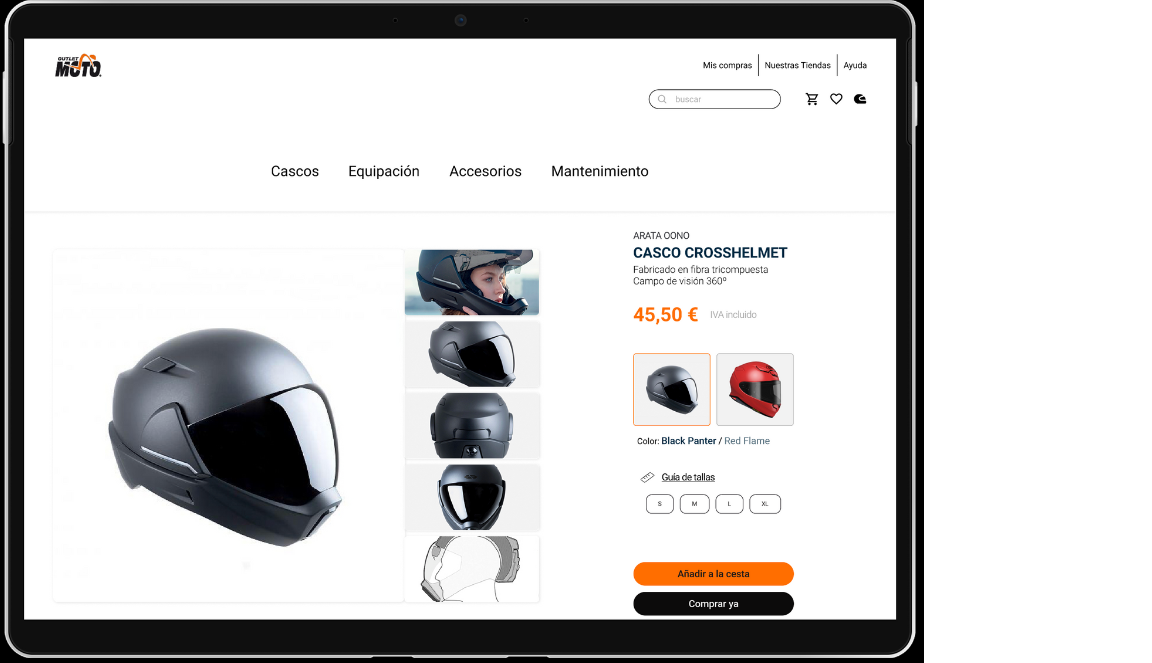 OUTLET
MOTO
Mis compras
Nuestras Tiendas
Ayuda
buscar
Cascos
Equipación
Accesorios
Mantenimiento
ARATA OONO
CASCO CROSSHELMET
Fabricado en fibra tricompuesta
Campo de visión 360º
45,50 € IVA incluido
Color: Black Panter / Red Flame
Guía de tallas
S
M
L
XL
Añadir a la cesta
Comprar ya